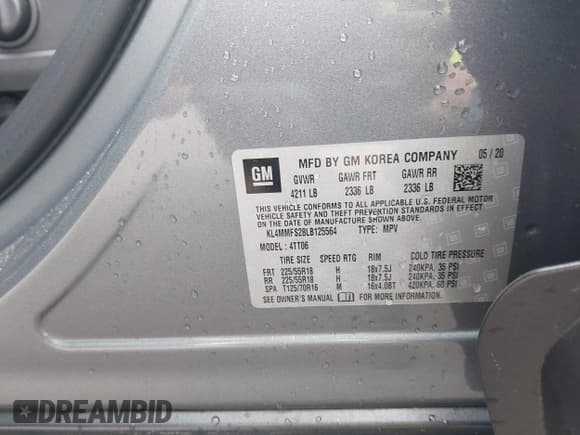 GM MFD BY GM KOREA COMPANY 05/20
GVWR GAWR FRT GAWR RR
4211 LB 2336 LB 2336 LB
THIS VEHICLE CONFORMS TO ALL APPLICABLE U.S. FEDERAL MOTOR
VEHICLE SAFETY AND THEFT PREVENTION STANDARDS IN EFFECT ON
THE DATE OF MANUFACTURE SHOWN ABOVE.
KL4MMFS28LB125564 TYPE: MPV
MODEL: 4TT06
TIRE SIZE SPEED RTG RIM COLD TIRE PRESSURE
FRT 225/55R18 H 18x7.5J 240KPA, 35 PSI
RR 225/55R18 H 18x7.5J 240KPA, 35 PSI
SPA T125/70R16 M 16x4.0BT 420KPA, 60 PSI
SEE OWNER'S MANUAL FOR MORE INFORMATION.
DREAMBID